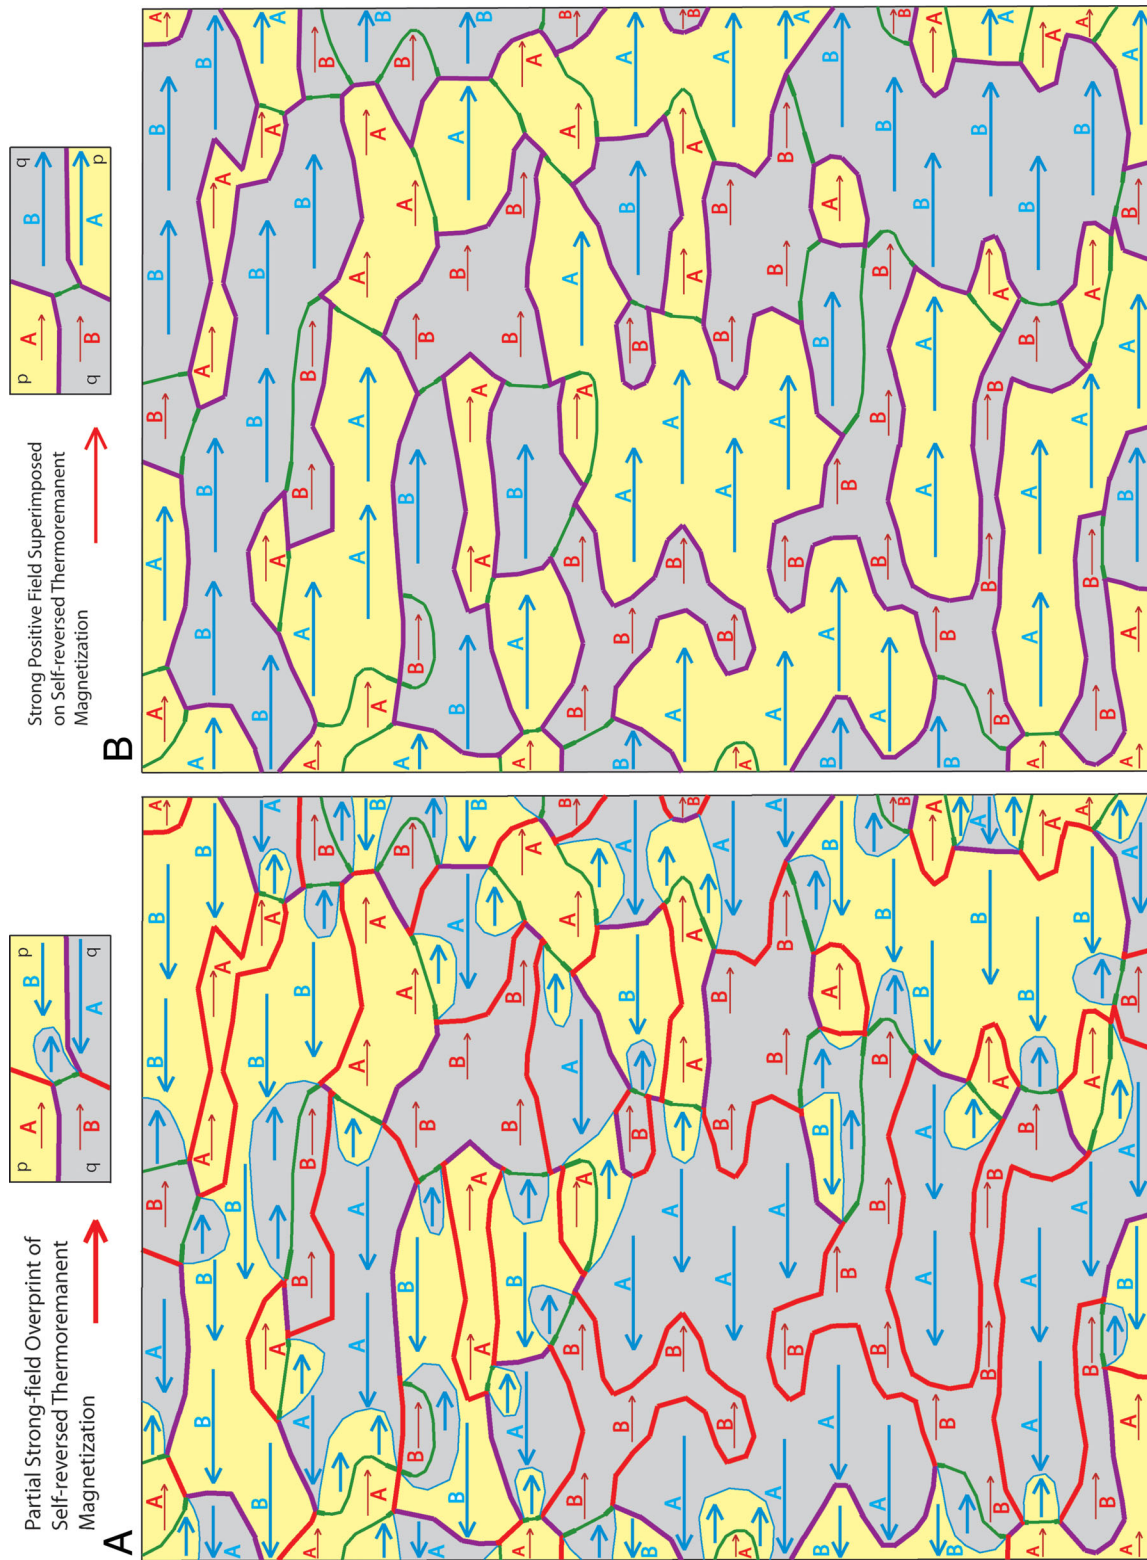 A
Partial Strong-field Overprint of
Self-reversed Thermoremanent
Magnetization
p A B p
q B A q
A A B B A
A B B A B
B B B A A
A A B B B B
A A A A A B
B B B A B
B B B A B
A A A
A B B A
B B A A A B
B B A B
A B A A A B
B A B A
B A B A
A B B A
B B B B
B B A A B A
B B B A
A A A B B A
B B A B A
A B A B A
B
Strong Positive Field Superimposed
on Self-reversed Thermoremanent
Magnetization
p A B q
q B A p
A A B B A
A B B A B
B B B A A
A A B B B B
A A A A A B
B B B A B
B B B A A
A A A
A B B A
B B A A A B
B B A B
A B A A A B
B A B A
B A B A
A B B A
B B B B
B B A A B A
B B B A
A A A B B A
B B A B A
A B A B A